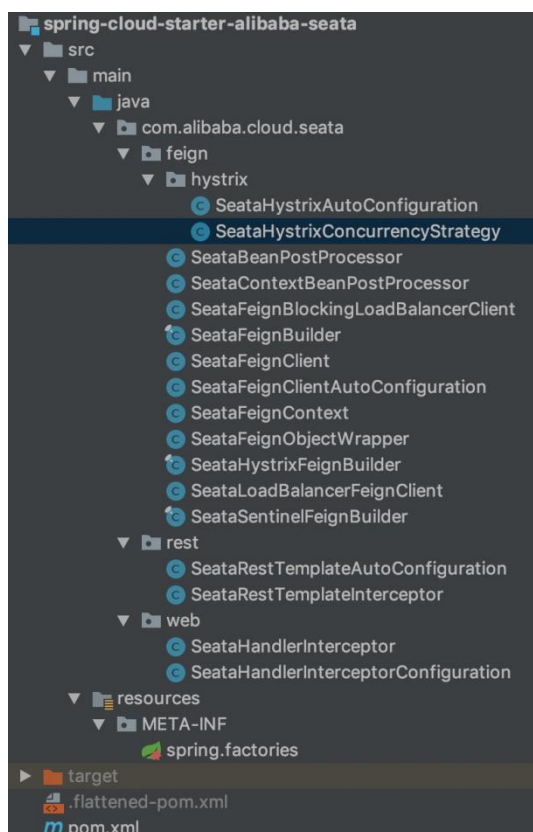 spring-cloud-starter-alibaba-seata
src
main
java
com.alibaba.cloud.seata
feign
hystrix
SeataHystrixAutoConfiguration
SeataHystrixConcurrencyStrategy
SeataBeanPostProcessor
SeataContextBeanPostProcessor
SeataFeignBlockingLoadBalancerClient
SeataFeignBuilder
SeataFeignClient
SeataFeignClientAutoConfiguration
SeataFeignContext
SeataFeignObjectWrapper
SeataHystrixFeignBuilder
SeataLoadBalancerFeignClient
SeataSentinelFeignBuilder
rest
SeataRestTemplateAutoConfiguration
SeataRestTemplateInterceptor
web
SeataHandlerInterceptor
SeataHandlerInterceptorConfiguration
resources
META-INF
spring.factories
target
.flattened-pom.xml
pom.xml